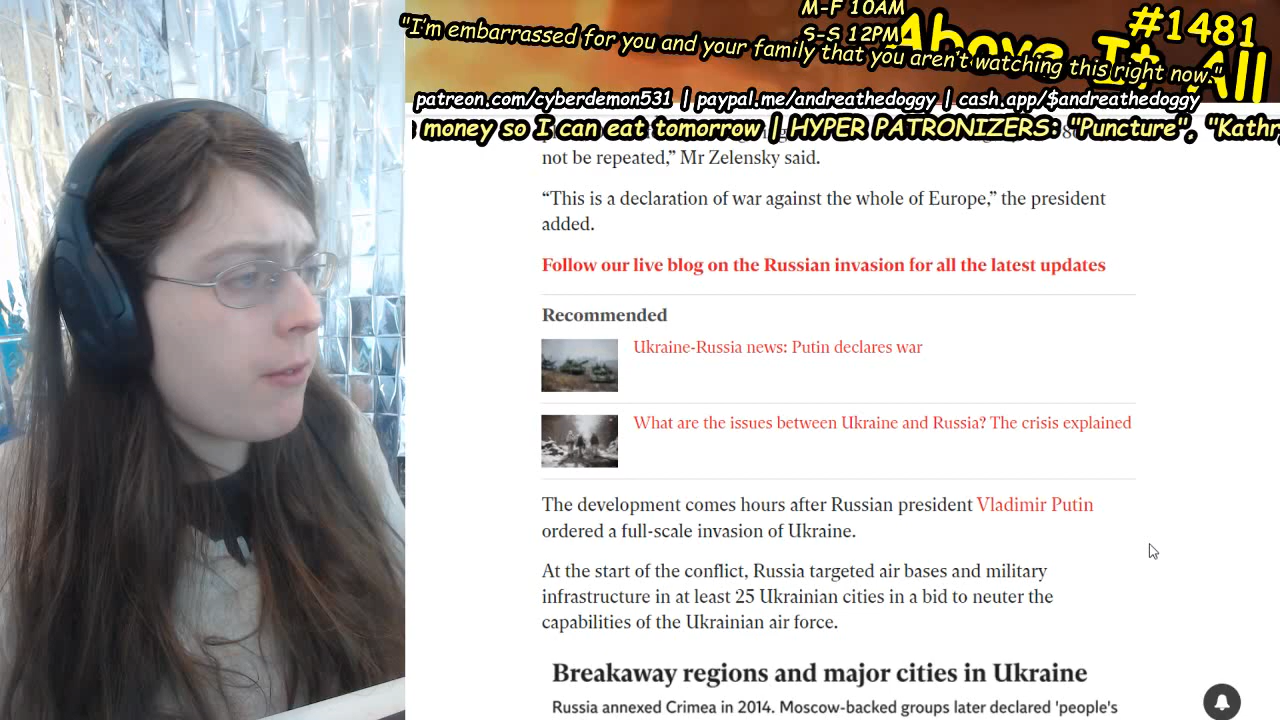 M-F 10AM
S-S 12PM
Above It All
#1481
"I'm embarrassed for you and your family that you aren't watching this right now."
patreon.com/cyberdemon531 | paypal.me/andreathedoggy | cash.app/$andreathedoggy
money so I can eat tomorrow | HYPER PATRONIZERS: "Puncture",
not be repeated,” Mr Zelensky said.
“This is a declaration of war against the whole of Europe,” the president
added.
Follow our live blog on the Russian invasion for all the latest updates
Recommended
Ukraine-Russia news: Putin declares war
What are the issues between Ukraine and Russia? The crisis explained
The development comes hours after Russian president Vladimir Putin
ordered a full-scale invasion of Ukraine.
At the start of the conflict, Russia targeted air bases and military
infrastructure in at least 25 Ukrainian cities in a bid to neuter the
capabilities of the Ukrainian air force.
Breakaway regions and major cities in Ukraine
Russia annexed Crimea in 2014. Moscow-backed groups later declared 'people's